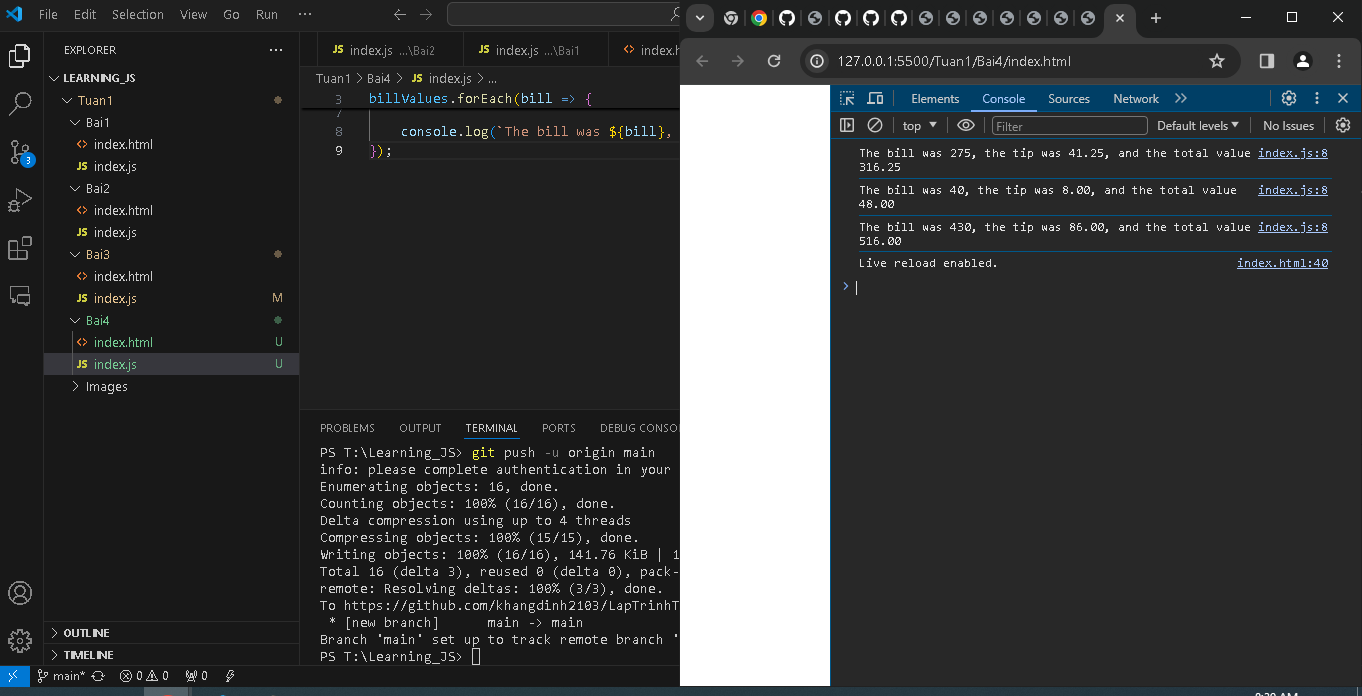 File Edit Selection View Go Run ···
EXPLORER ···
LEARNING_JS
Tuan1
Bai1
index.html
JS index.js
Bai2
index.html
JS index.js
Bai3
index.html
JS index.js M
Bai4
index.html U
JS index.js U
Images
OUTLINE
TIMELINE
3
main* 0 0 0
JS index.js ...\Bai2 JS index.js ...\Bai1 <> index.h
Tuan1 > Bai4 > JS index.js > ...
3 billValues.forEach(bill => {
7
8 console.log(`The bill was ${bill},
9 });
PROBLEMS OUTPUT TERMINAL PORTS DEBUG CONSO
PS T:\Learning_JS> git push -u origin main
info: please complete authentication in your
Enumerating objects: 16, done.
Counting objects: 100% (16/16), done.
Delta compression using up to 4 threads
Compressing objects: 100% (15/15), done.
Writing objects: 100% (16/16), 141.76 KiB | 1
Total 16 (delta 3), reused 0 (delta 0), pack-
remote: Resolving deltas: 100% (3/3), done.
To https://github.com/khangdinh2103/LapTrinhT
* [new branch] main -> main
Branch 'main' set up to track remote branch '
PS T:\Learning_JS>
127.0.0.1:5500/Tuan1/Bai4/index.html
Elements Console Sources Network
top Filter Default levels No Issues
The bill was 275, the tip was 41.25, and the total value index.js:8
316.25
The bill was 40, the tip was 8.00, and the total value index.js:8
48.00
The bill was 430, the tip was 86.00, and the total value index.js:8
516.00
Live reload enabled. index.html:40
>